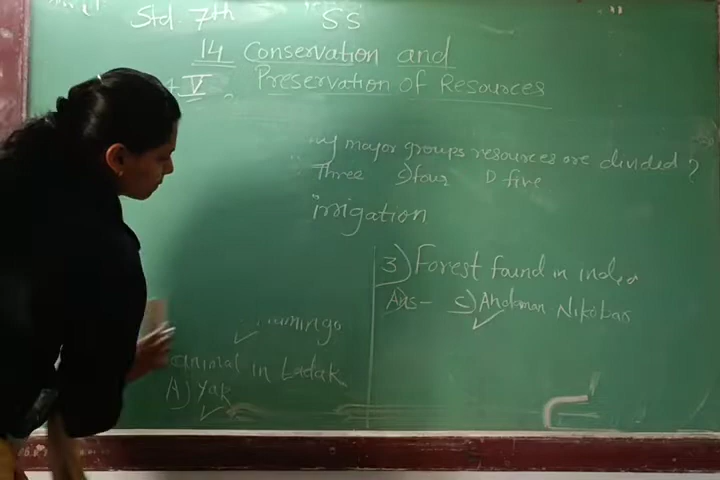 Std. 7th SS
14 Conservation and
V Preservation of Resources
major groups resources are divided ?
Three C) four D five
irrigation
3) Forest found in India
Ans- C) Andaman Nikobar
animal in Ladak
A) Yak